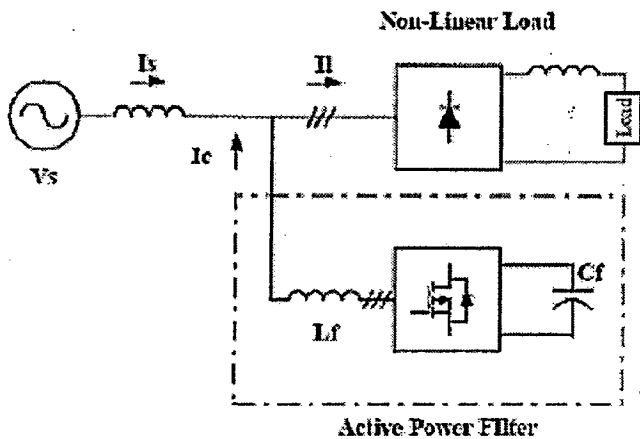 Non-Linear Load
Is
Il
Load
Vs
Ic
Cf
Lf
Active Power Filter